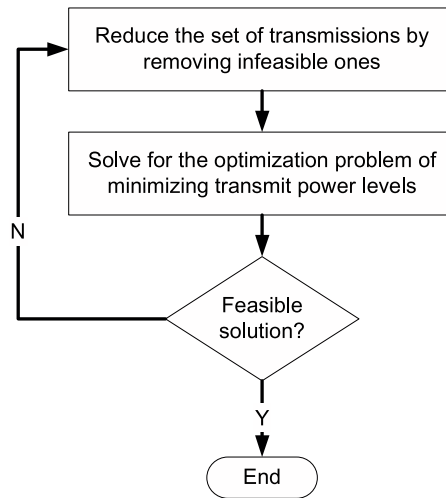 Reduce the set of transmissions by
removing infeasible ones
Solve for the optimization problem of
minimizing transmit power levels
N
Feasible
solution?
Y
End